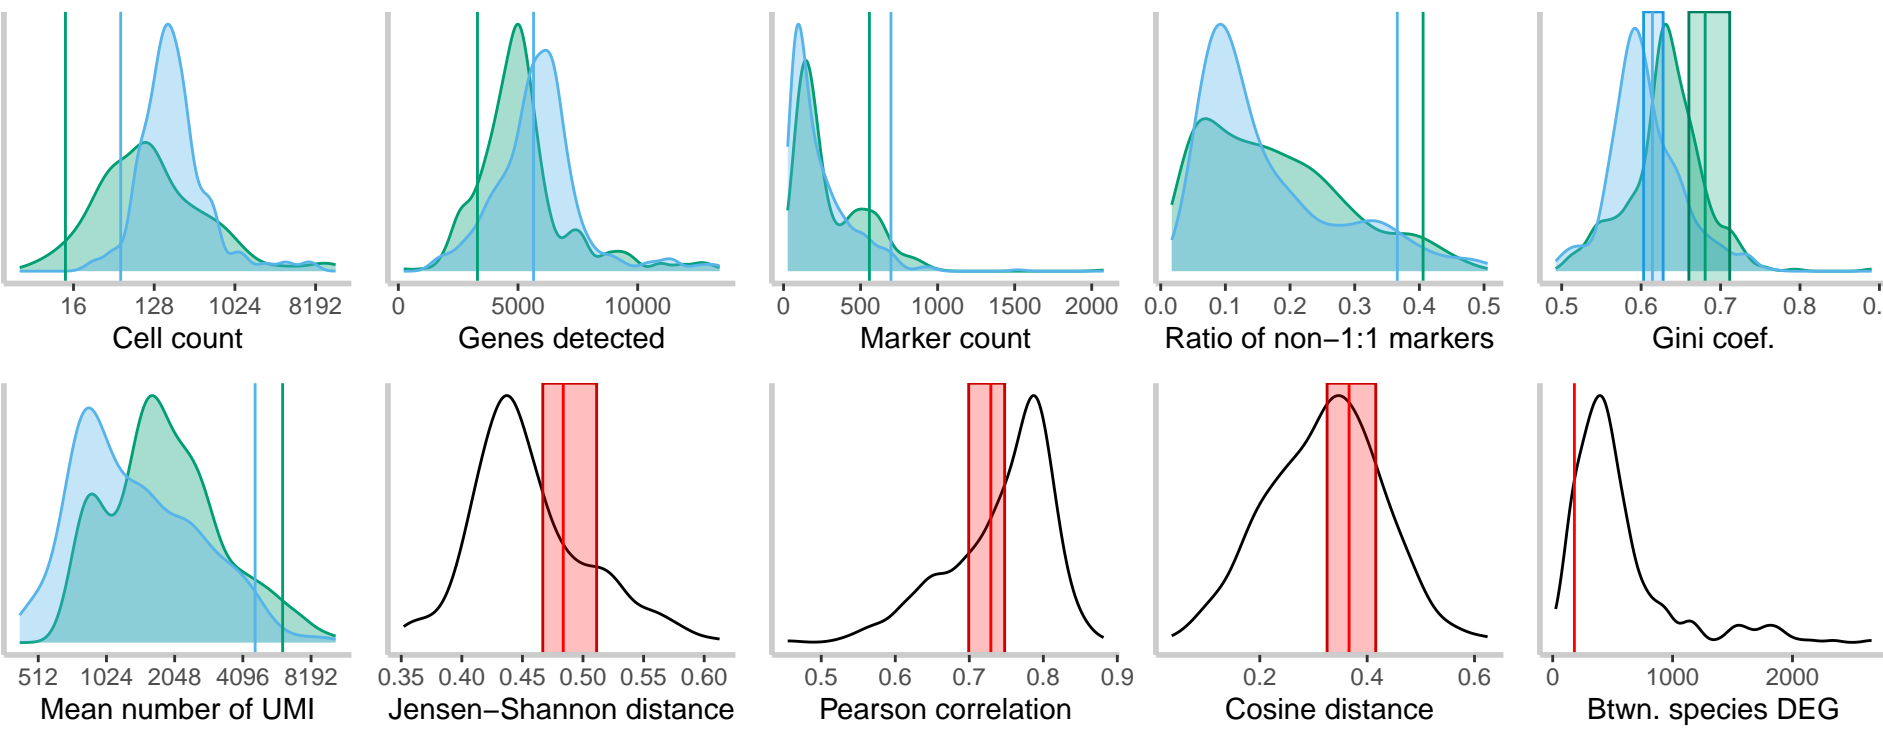 16 128 1024 8192
Cell count
0 5000 10000
Genes detected
0 500 1000 1500 2000
Marker count
0.0 0.1 0.2 0.3 0.4 0.5
Ratio of non−1:1 markers
0.5 0.6 0.7 0.8 0.
Gini coef.
512 1024 2048 4096 8192
Mean number of UMI
0.35 0.40 0.45 0.50 0.55 0.60
Jensen−Shannon distance
0.5 0.6 0.7 0.8 0.9
Pearson correlation
0.2 0.4 0.6
Cosine distance
0 1000 2000
Btwn. species DEG